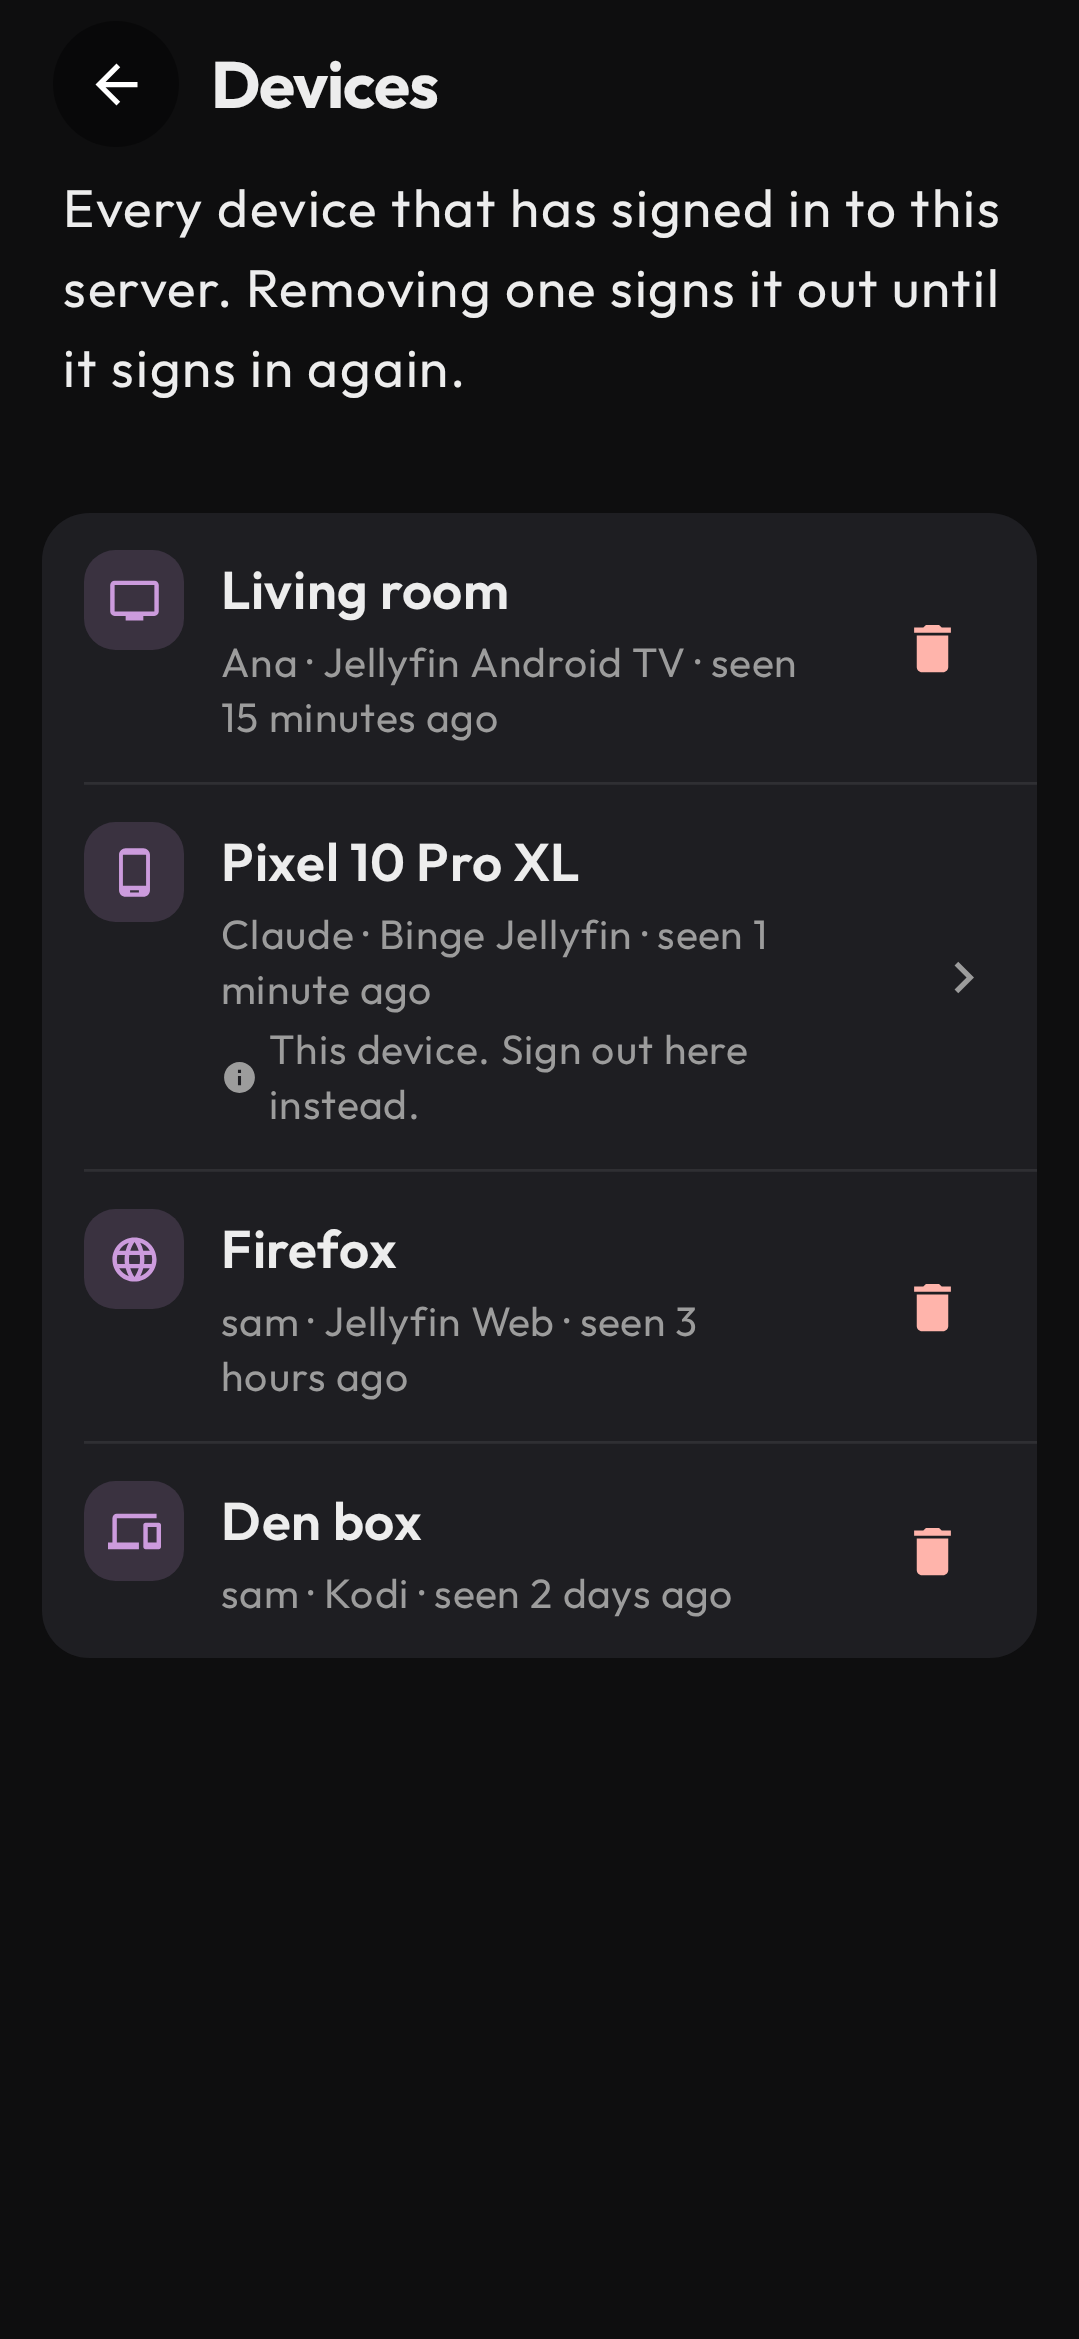 Devices
Every device that has signed in to this
server. Removing one signs it out until
it signs in again.
Living room
Ana · Jellyfin Android TV · seen
15 minutes ago
Pixel 10 Pro XL
Claude · Binge Jellyfin · seen 1
minute ago
This device. Sign out here
instead.
Firefox
sam · Jellyfin Web · seen 3
hours ago
Den box
sam · Kodi · seen 2 days ago